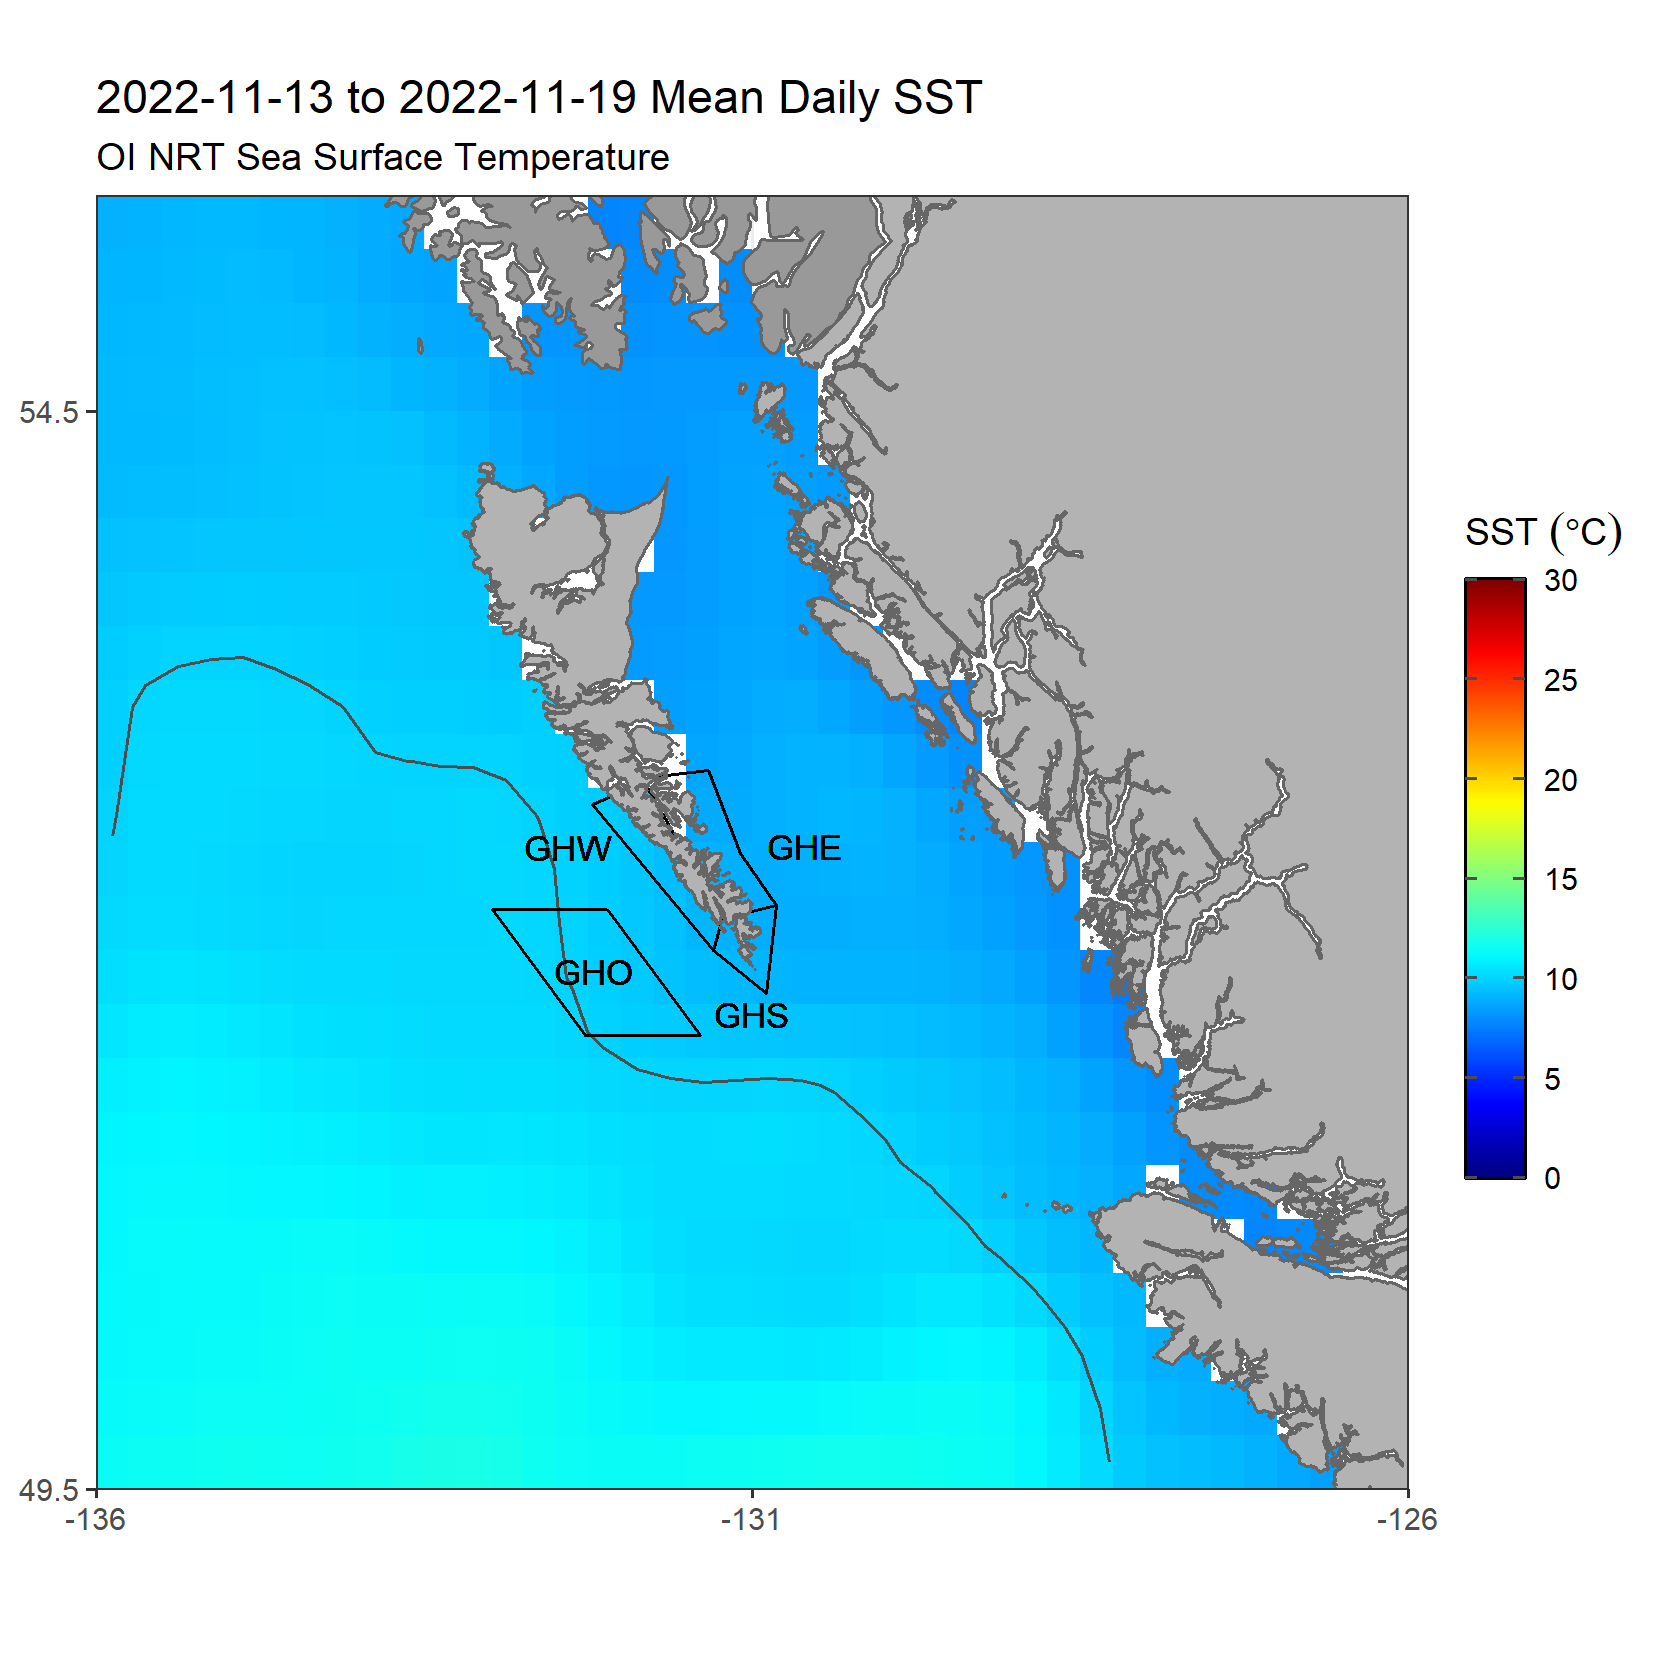 2022-11-13 to 2022-11-19 Mean Daily SST
OI NRT Sea Surface Temperature
54.5
49.5
-136
-131
-126
GHW
GHE
GHO
GHS
SST (°C)
30
25
20
15
10
5
0